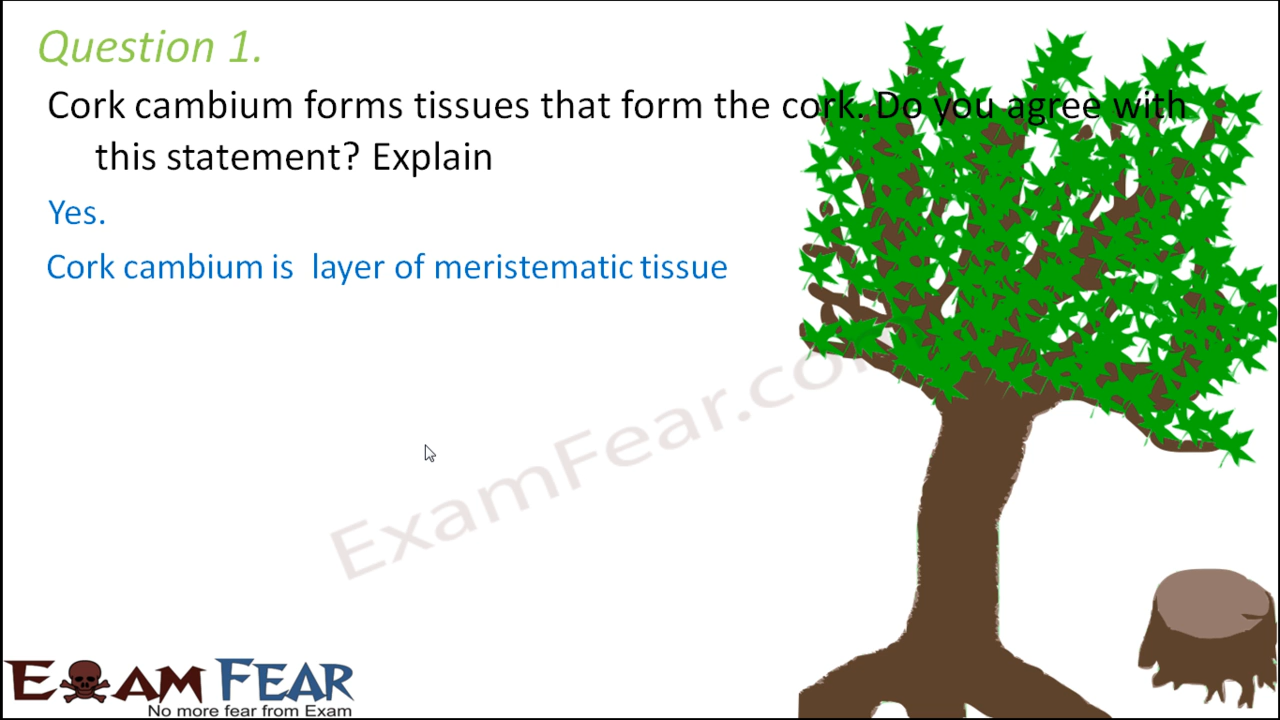 Question 1.
Cork cambium forms tissues that form the cork. Do you agree with
this statement? Explain
Yes.
Cork cambium is layer of meristematic tissue
ExamFear.com
EXAM FEAR
No more fear from Exam